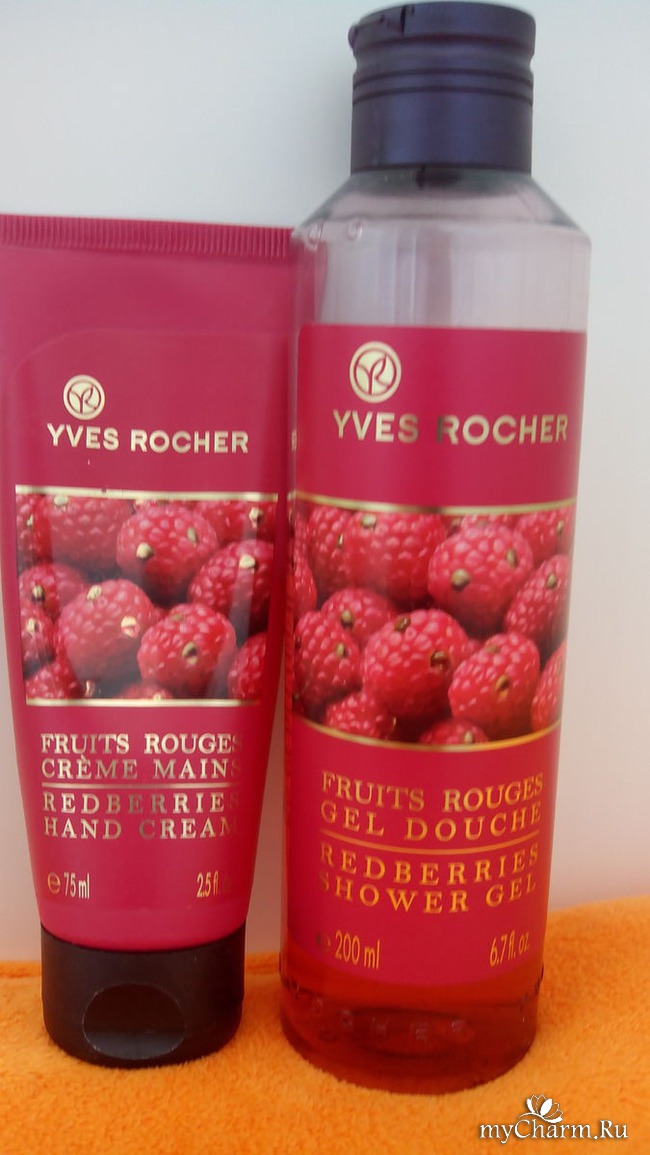 YVES ROCHER
FRUITS ROUGES
CRÈME MAINS
REDBERRIES
HAND CREAM
e 75 ml 2.5 fl.
YVES ROCHER
FRUITS ROUGES
GEL DOUCHE
REDBERRIES
SHOWER GEL
e 200 ml 6.7 fl. oz.
myCharm.Ru